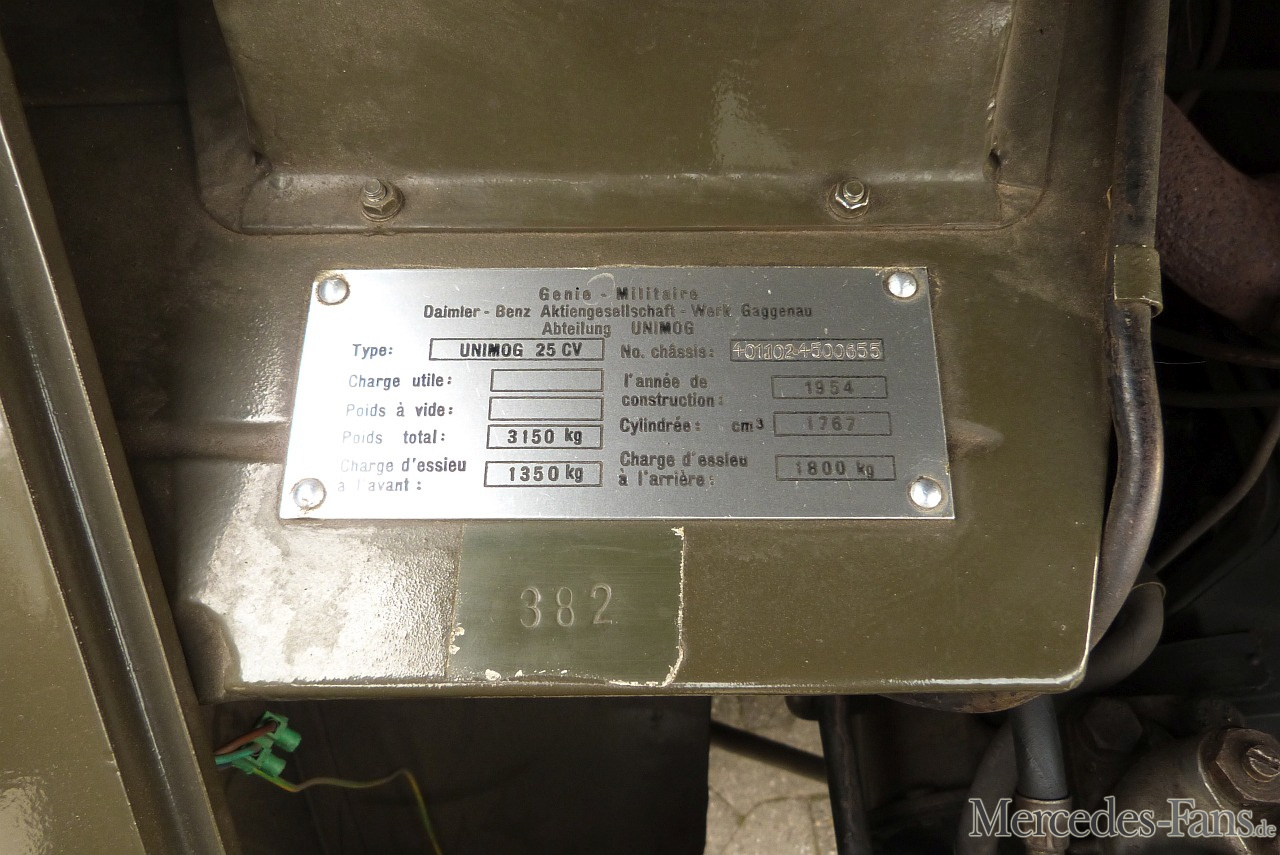 Genie - Militaire
Daimler - Benz Aktiengesellschaft - Werk Gaggenau
Abteilung UNIMOG
Type: UNIMOG 25 CV No. châssis: 4011024500655
Charge utile: l'année de construction: 1954
Poids à vide:
Poids total: 3150 kg Cylindrée: cm³ 1767
Charge d'essieu à l'avant: 1350 kg Charge d'essieu à l'arrière: 1800 kg
382
Mercedes-Fans.de